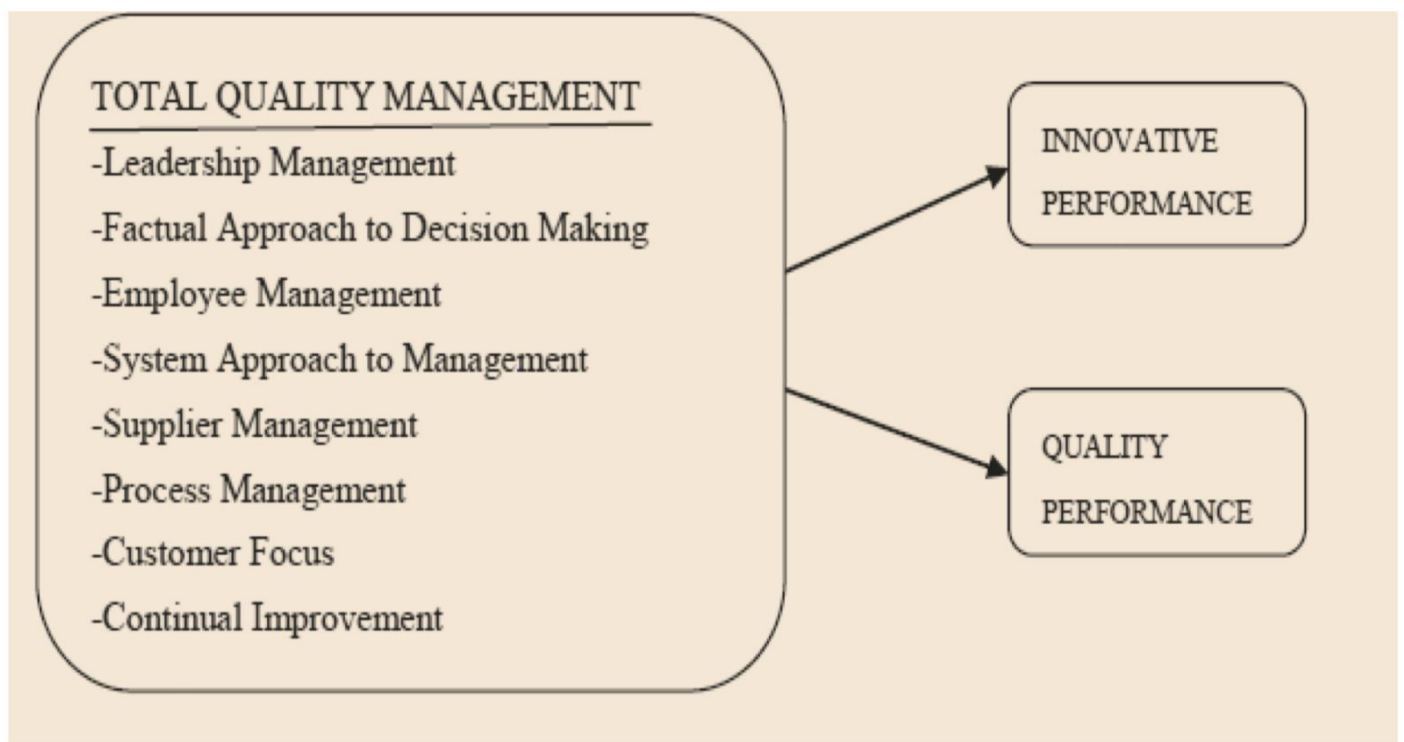 TOTAL QUALITY MANAGEMENT
-Leadership Management
-Factual Approach to Decision Making
-Employee Management
-System Approach to Management
-Supplier Management
-Process Management
-Customer Focus
-Continual Improvement
INNOVATIVE
PERFORMANCE
QUALITY
PERFORMANCE